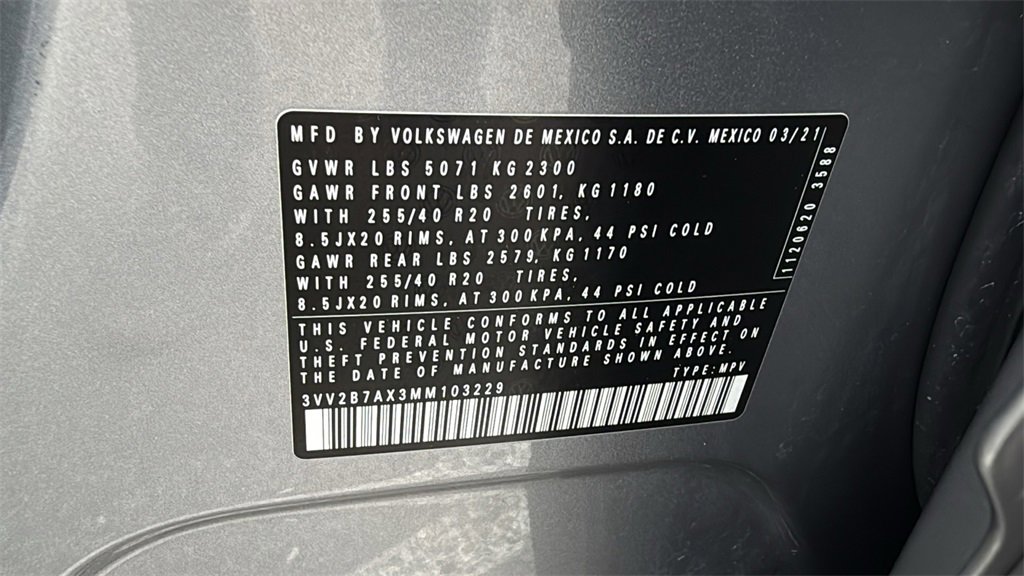 MFD BY VOLKSWAGEN DE MEXICO S.A. DE C.V. MEXICO 03/21
GVWR LBS 5071 KG 2300
GAWR FRONT LBS 2601, KG 1180
WITH 255/40 R20 TIRES,
8.5JX20 RIMS, AT 300 KPA, 44 PSI COLD
GAWR REAR LBS 2579, KG 1170
WITH 255/40 R20 TIRES,
8.5JX20 RIMS, AT 300 KPA, 44 PSI COLD
1120620 3588
THIS VEHICLE CONFORMS TO ALL APPLICABLE
U.S. FEDERAL MOTOR VEHICLE SAFETY AND
THEFT PREVENTION STANDARDS IN EFFECT ON
THE DATE OF MANUFACTURE SHOWN ABOVE.
TYPE: MPV
3VV2B7AX3MM103229